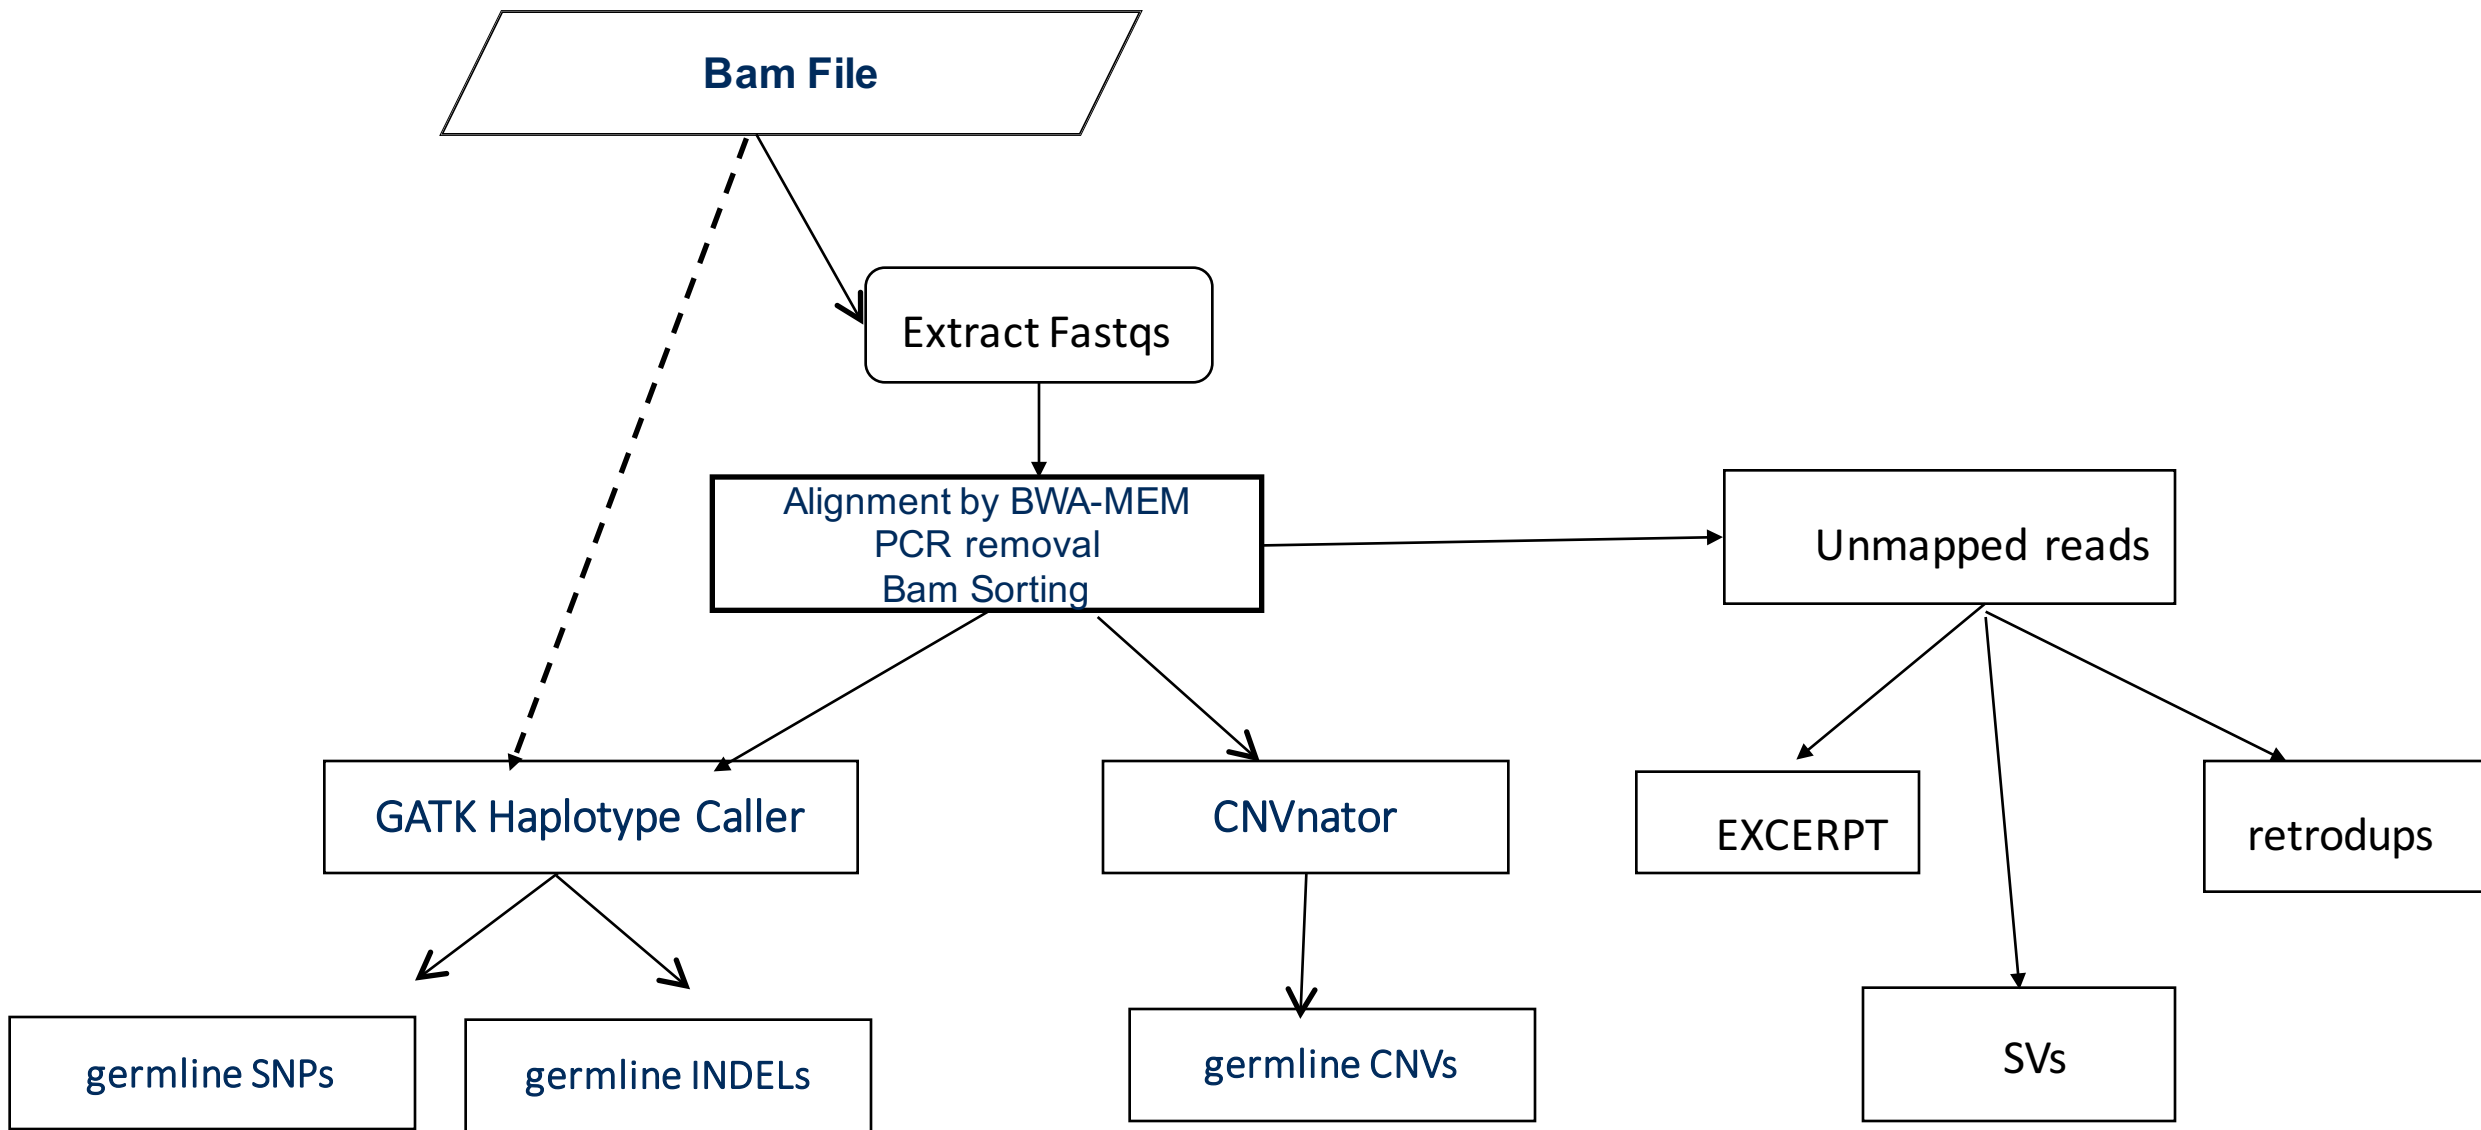 Bam File
Extract Fastqs
Alignment by BWA-MEM
PCR removal
Bam Sorting
Unmapped reads
GATK Haplotype Caller
CNVnator
EXCERPT
retrodups
germline SNPs
germline INDELs
germline CNVs
SVs